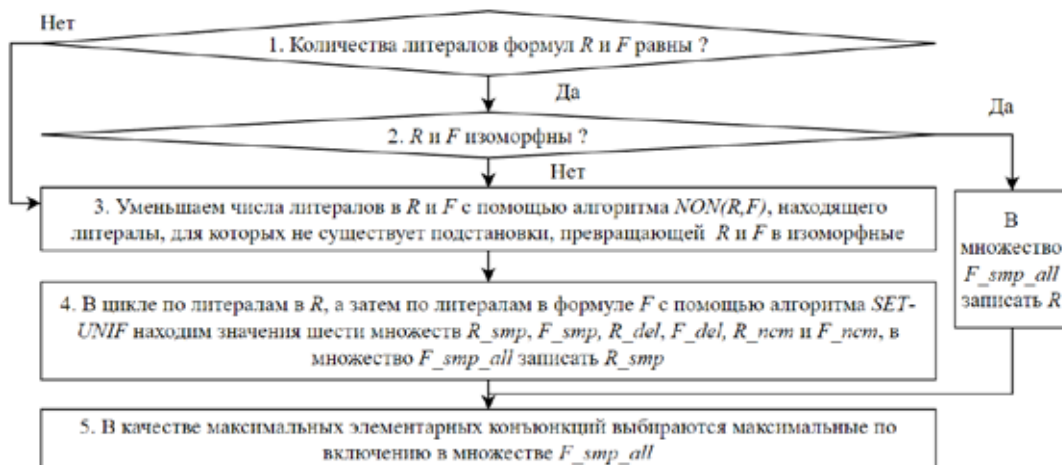 Нет
1. Количества литералов формул R и F равны ?
Да
Да
2. R и F изоморфны ?
Нет
3. Уменьшаем числа литералов в R и F с помощью алгоритма NON(R,F), находящего
литералы, для которых не существует подстановки, превращающей R и F в изоморфные
В
множество
F_smp_all
записать R
4. В цикле по литералам в R, а затем по литералам в формуле F с помощью алгоритма SET-
UNIF находим значения шести множеств R_smp, F_smp, R_del, F_del, R_ncm и F_ncm, в
множество F_smp_all записать R_smp
5. В качестве максимальных элементарных конъюнкций выбираются максимальные по
включению в множестве F_smp_all